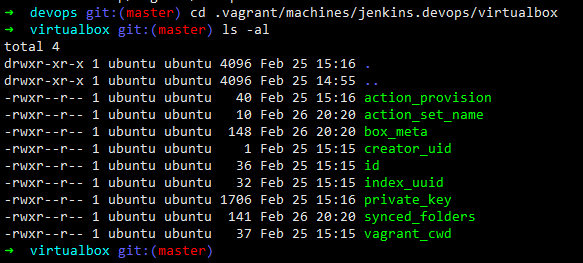 ➜ devops git:(master) cd .vagrant/machines/jenkins.devops/virtualbox
➜ virtualbox git:(master) ls -al
total 4
drwxr-xr-x 1 ubuntu ubuntu 4096 Feb 25 15:16 .
drwxr-xr-x 1 ubuntu ubuntu 4096 Feb 25 14:55 ..
-rwxr--r-- 1 ubuntu ubuntu 40 Feb 25 15:16 action_provision
-rwxr--r-- 1 ubuntu ubuntu 10 Feb 26 20:20 action_set_name
-rwxr--r-- 1 ubuntu ubuntu 148 Feb 26 20:20 box_meta
-rwxr--r-- 1 ubuntu ubuntu 1 Feb 25 15:15 creator_uid
-rwxr--r-- 1 ubuntu ubuntu 36 Feb 25 15:15 id
-rwxr--r-- 1 ubuntu ubuntu 32 Feb 25 15:15 index_uuid
-rwxr--r-- 1 ubuntu ubuntu 1706 Feb 25 15:16 private_key
-rwxr--r-- 1 ubuntu ubuntu 141 Feb 26 20:20 synced_folders
-rwxr--r-- 1 ubuntu ubuntu 37 Feb 25 15:15 vagrant_cwd
➜ virtualbox git:(master)